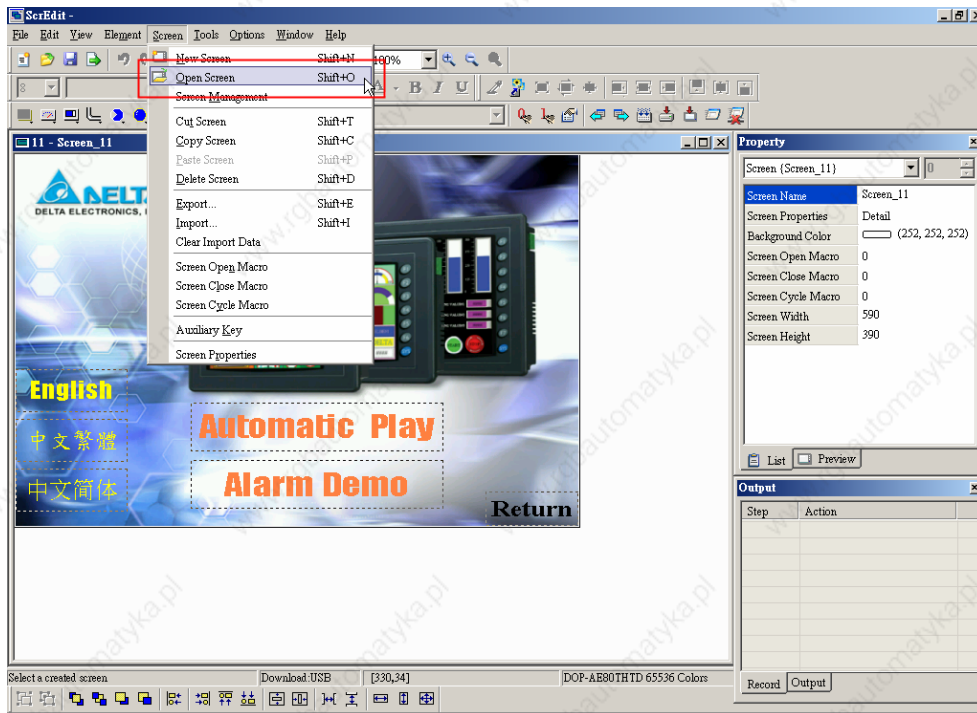 ScrEdit -
File Edit View Element Screen Tools Options Window Help
New Screen Shift+N
100%
Open Screen Shift+O
Screen Management
B I U
Cut Screen Shift+T
Copy Screen Shift+C
Paste Screen Shift+P
Delete Screen Shift+D
Export... Shift+E
Import... Shift+I
Clear Import Data
Screen Open Macro
Screen Close Macro
Screen Cycle Macro
Auxiliary Key
Screen Properties
11 - Screen_11
DELTA ELECTRONICS, I
English
中文繁體
中文简体
Automatic Play
Alarm Demo
Return
Property
Screen {Screen_11} 0
Screen Name Screen_11
Screen Properties Detail
Background Color (252, 252, 252)
Screen Open Macro 0
Screen Close Macro 0
Screen Cycle Macro 0
Screen Width 590
Screen Height 390
List Preview
Output
Step Action
Record Output
Select a created screen Download:USB [330,34] DOP-AE80THTD 65536 Colors
www.rgbautomatyka.pl